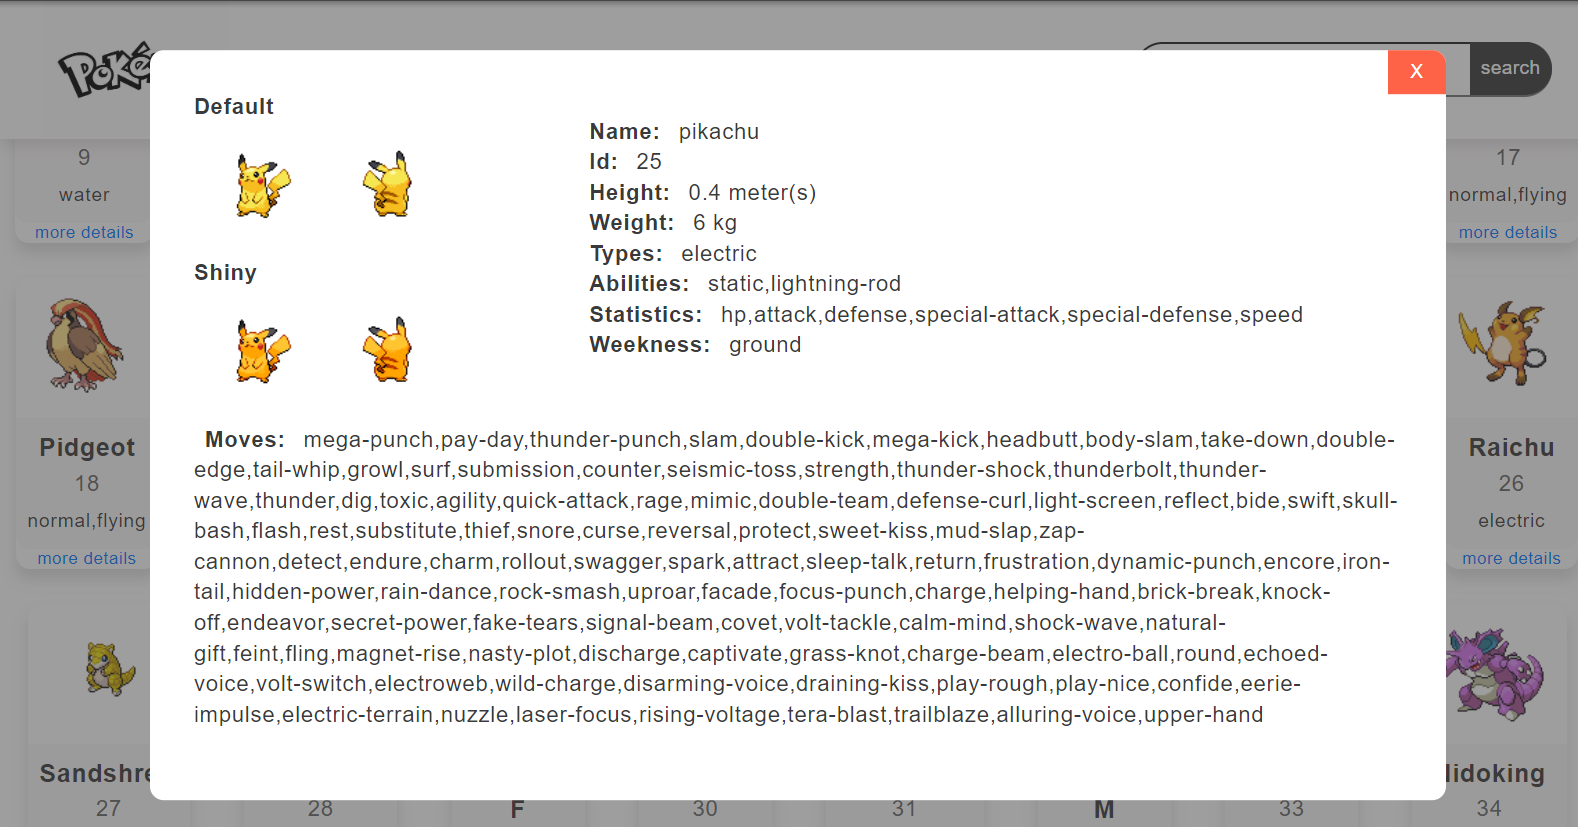 Poké
search
X
Default
Name: pikachu
Id: 25
Height: 0.4 meter(s)
Weight: 6 kg
Types: electric
Abilities: static,lightning-rod
Statistics: hp,attack,defense,special-attack,special-defense,speed
Weekness: ground
Shiny
Moves: mega-punch,pay-day,thunder-punch,slam,double-kick,mega-kick,headbutt,body-slam,take-down,double-
edge,tail-whip,growl,surf,submission,counter,seismic-toss,strength,thunder-shock,thunderbolt,thunder-
wave,thunder,dig,toxic,agility,quick-attack,rage,mimic,double-team,defense-curl,light-screen,reflect,bide,swift,skull-
bash,flash,rest,substitute,thief,snore,curse,reversal,protect,sweet-kiss,mud-slap,zap-
cannon,detect,endure,charm,rollout,swagger,spark,attract,sleep-talk,return,frustration,dynamic-punch,encore,iron-
tail,hidden-power,rain-dance,rock-smash,uproar,facade,focus-punch,charge,helping-hand,brick-break,knock-
off,endeavor,secret-power,fake-tears,signal-beam,covet,volt-tackle,calm-mind,shock-wave,natural-
gift,feint,fling,magnet-rise,nasty-plot,discharge,captivate,grass-knot,charge-beam,electro-ball,round,echoed-
voice,volt-switch,electroweb,wild-charge,disarming-voice,draining-kiss,play-rough,play-nice,confide,eerie-
impulse,electric-terrain,nuzzle,laser-focus,rising-voltage,tera-blast,trailblaze,alluring-voice,upper-hand
9
water
more details
17
normal,flying
more details
Pidgeot
18
normal,flying
more details
Raichu
26
electric
more details
Sandshre
27
28
F
30
31
M
33
idoking
34